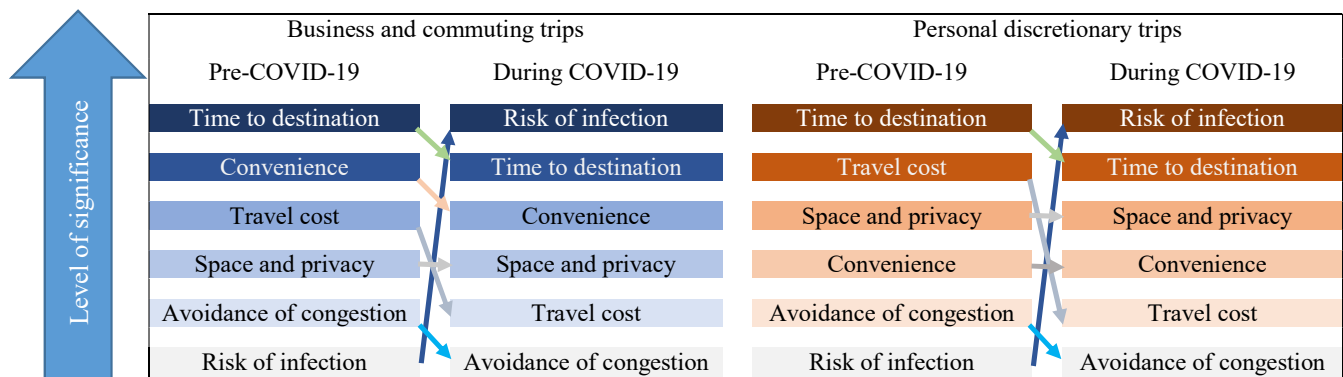 Level of significance
Business and commuting trips
Personal discretionary trips
Pre-COVID-19
During COVID-19
Pre-COVID-19
During COVID-19
Time to destination
Risk of infection
Time to destination
Risk of infection
Convenience
Time to destination
Travel cost
Time to destination
Travel cost
Convenience
Space and privacy
Space and privacy
Space and privacy
Space and privacy
Convenience
Convenience
Avoidance of congestion
Travel cost
Avoidance of congestion
Travel cost
Risk of infection
Avoidance of congestion
Risk of infection
Avoidance of congestion